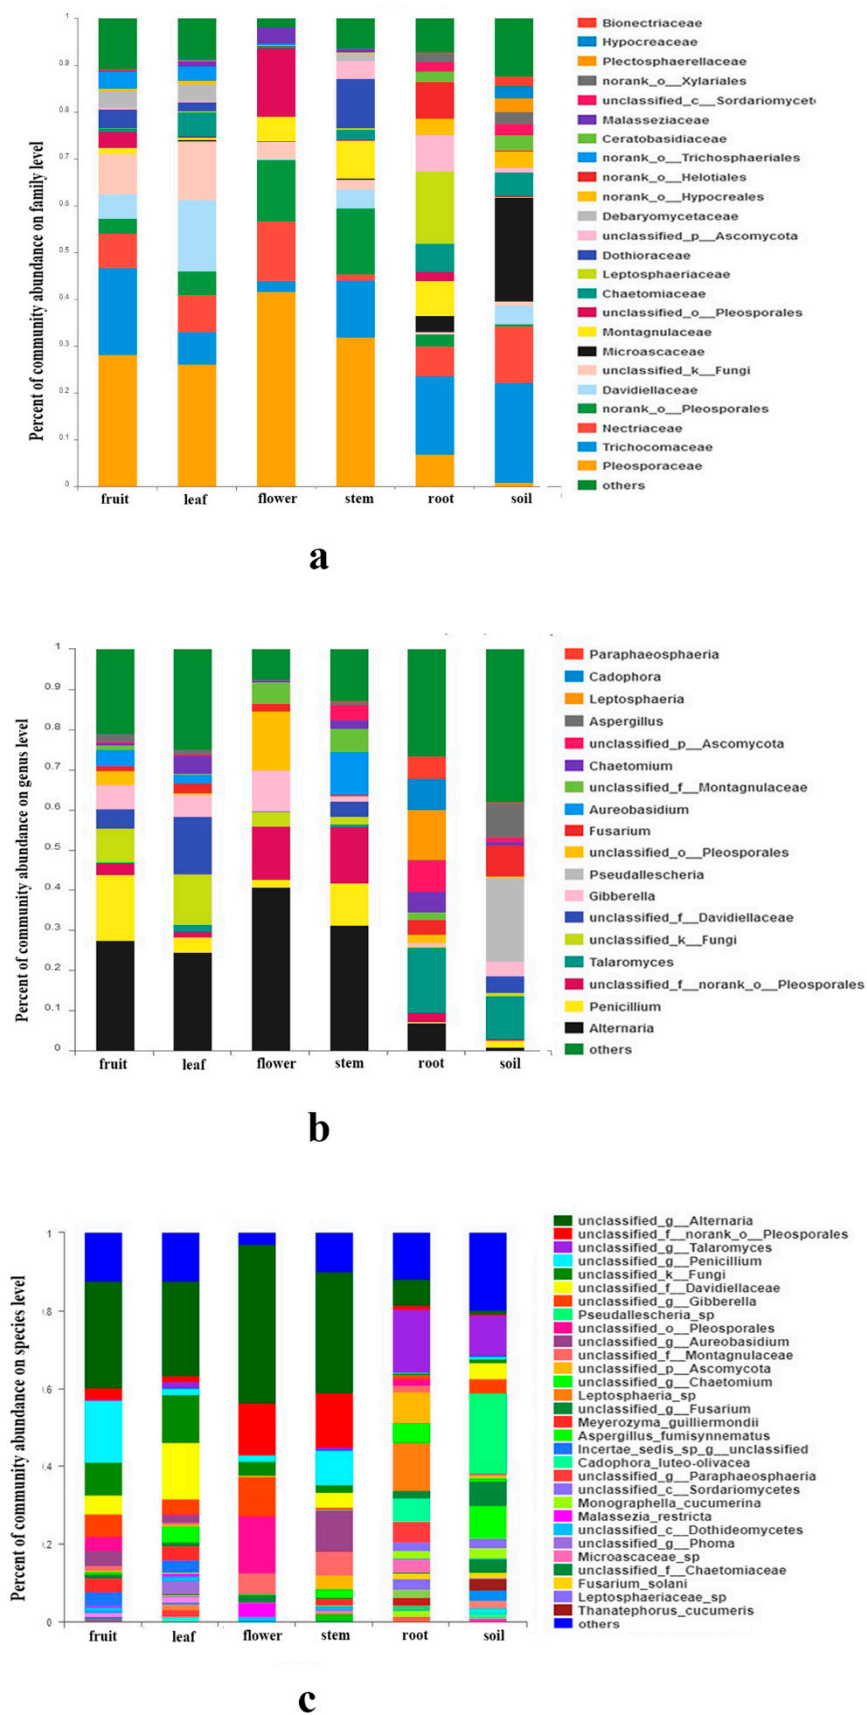 Percent of community abundance on family level
1
0.9
0.8
0.7
0.6
0.5
0.4
0.3
0.2
0.1
0
fruit
leaf
flower
stem
root
soil
Bionectriaceae
Hypocreaceae
Plectosphaerellaceae
norank_o__Xylariales
unclassified_c__Sordariomycet
Malasseziaceae
Ceratobasidiaceae
norank_o__Trichosphaeriales
norank_o__Helotiales
norank_o__Hypocreales
Debaryomycetaceae
unclassified_p__Ascomycota
Dothioraceae
Leptosphaeriaceae
Chaetomiaceae
unclassified_o__Pleosporales
Montagnulaceae
Microascaceae
unclassified_k__Fungi
Davidiellaceae
norank_o__Pleosporales
Nectriaceae
Trichocomaceae
Pleosporaceae
others
a
Percent of community abundance on genus level
1
0.9
0.8
0.7
0.6
0.5
0.4
0.3
0.2
0.1
0
fruit
leaf
flower
stem
root
soil
Paraphaeosphaeria
Cadophora
Leptosphaeria
Aspergillus
unclassified_p__Ascomycota
Chaetomium
unclassified_f__Montagnulaceae
Aureobasidium
Fusarium
unclassified_o__Pleosporales
Pseudallescheria
Gibberella
unclassified_f__Davidiellaceae
unclassified_k__Fungi
Talaromyces
unclassified_f__norank_o__Pleosporales
Penicillium
Alternaria
others
b
Percent of community abundance on species level
1
0.8
0.6
0.4
0.2
0
fruit
leaf
flower
stem
root
soil
unclassified_g__Alternaria
unclassified_f__norank_o__Pleosporales
unclassified_g__Talaromyces
unclassified_g__Penicillium
unclassified_k__Fungi
unclassified_f__Davidiellaceae
unclassified_g__Gibberella
Pseudallescheria_sp
unclassified_o__Pleosporales
unclassified_g__Aureobasidium
unclassified_f__Montagnulaceae
unclassified_p__Ascomycota
unclassified_g__Chaetomium
Leptosphaeria_sp
unclassified_g__Fusarium
Meyerozyma_guilliermondii
Aspergillus_fumisynnematus
Incertae_sedis_sp_g__unclassified
Cadophora_luteo-olivacea
unclassified_g__Paraphaeosphaeria
unclassified_c__Sordariomycetes
Monographella_cucumerina
Malassezia_restricta
unclassified_c__Dothideomycetes
unclassified_g__Phoma
Microascaceae_sp
unclassified_f__Chaetomiaceae
Fusarium_solani
Leptosphaeriaceae_sp
Thanatephorus_cucumeris
others
c